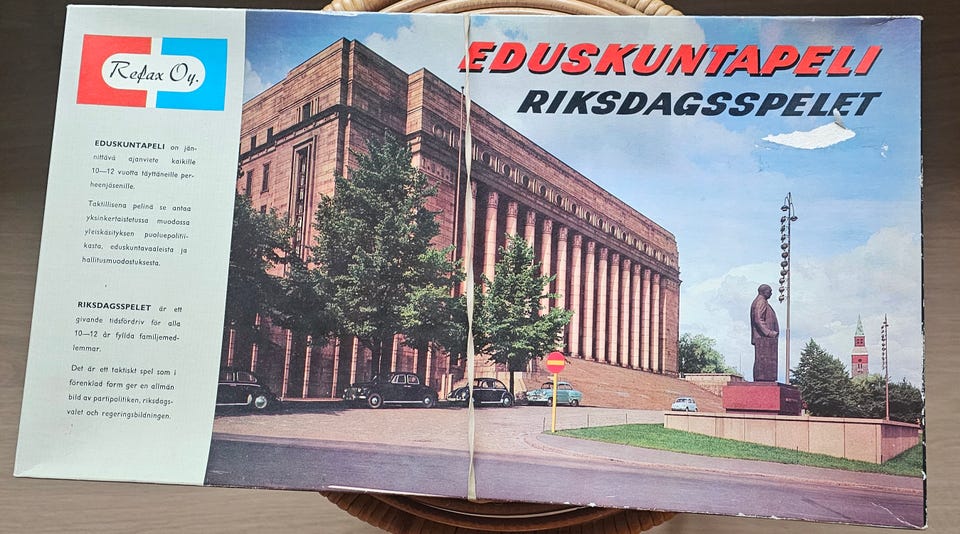 Refax Oy.
EDUSKUNTAPELI
RIKSDAGSSPELET
EDUSKUNTAPELI on jän-
nittävä ajanviete kaikille
10—12 vuotta täyttäneille per-
heenjäsenille.
Taktillisena pelinä se antaa
yksinkertaistetussa muodossa
yleiskäsityksen puoluepolitii-
kasta, eduskuntavaaleista ja
hallitusmuodostuksesta.
RIKSDAGSSPELET är ett
givande tidsfördriv för alla
10—12 år fyllda familjemed-
lemmar.
Det är ett taktiskt spel som i
förenklad form ger en allmän
bild av partipolitiken, riksdags-
valet och regeringsbildningen.